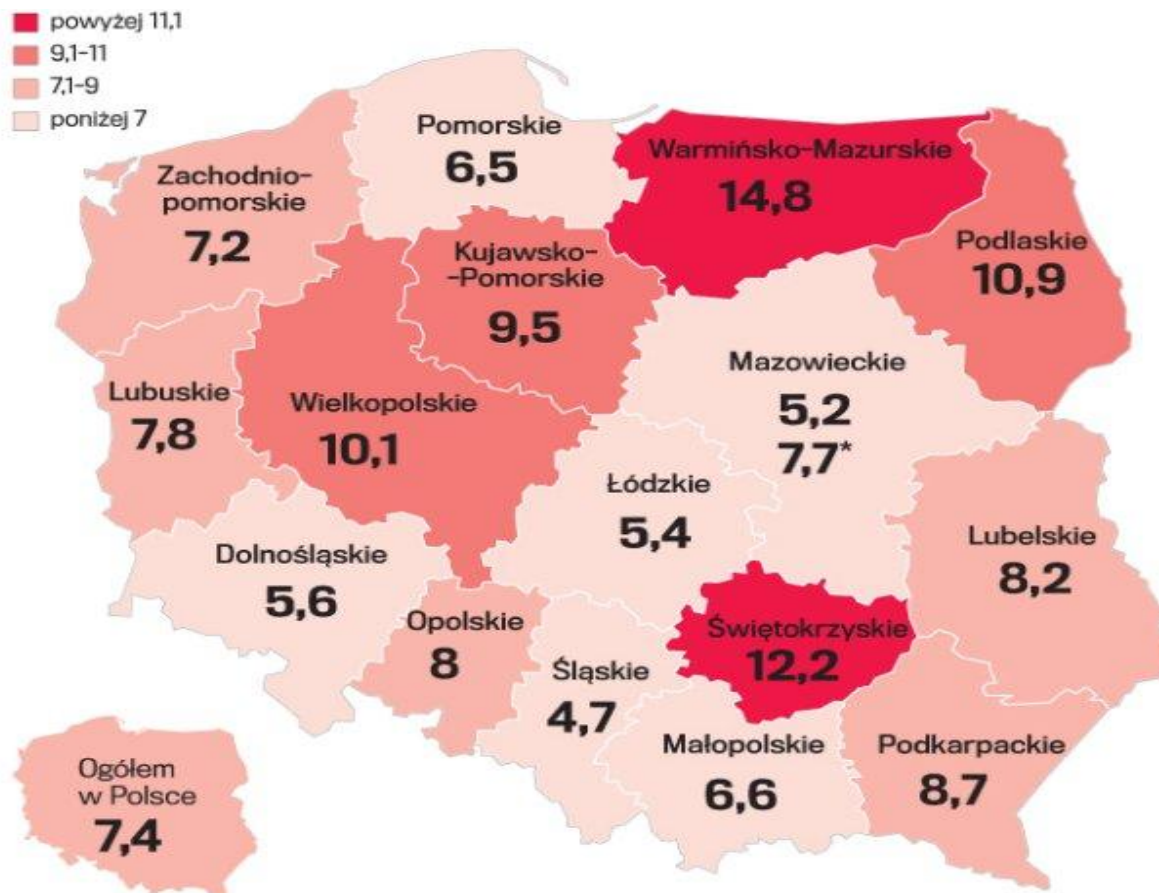 powyżej 11,1
9,1-11
7,1-9
poniżej 7
Pomorskie
6,5
Warmińsko-Mazurskie
14,8
Zachodnio-
pomorskie
7,2
Kujawsko-
-Pomorskie
9,5
Podlaskie
10,9
Mazowieckie
5,2
7,7*
Lubuskie
7,8
Wielkopolskie
10,1
Łódzkie
5,4
Lubelskie
8,2
Dolnośląskie
5,6
Opolskie
8
Śląskie
4,7
Świętokrzyskie
12,2
Małopolskie
6,6
Podkarpackie
8,7
Ogółem
w Polsce
7,4